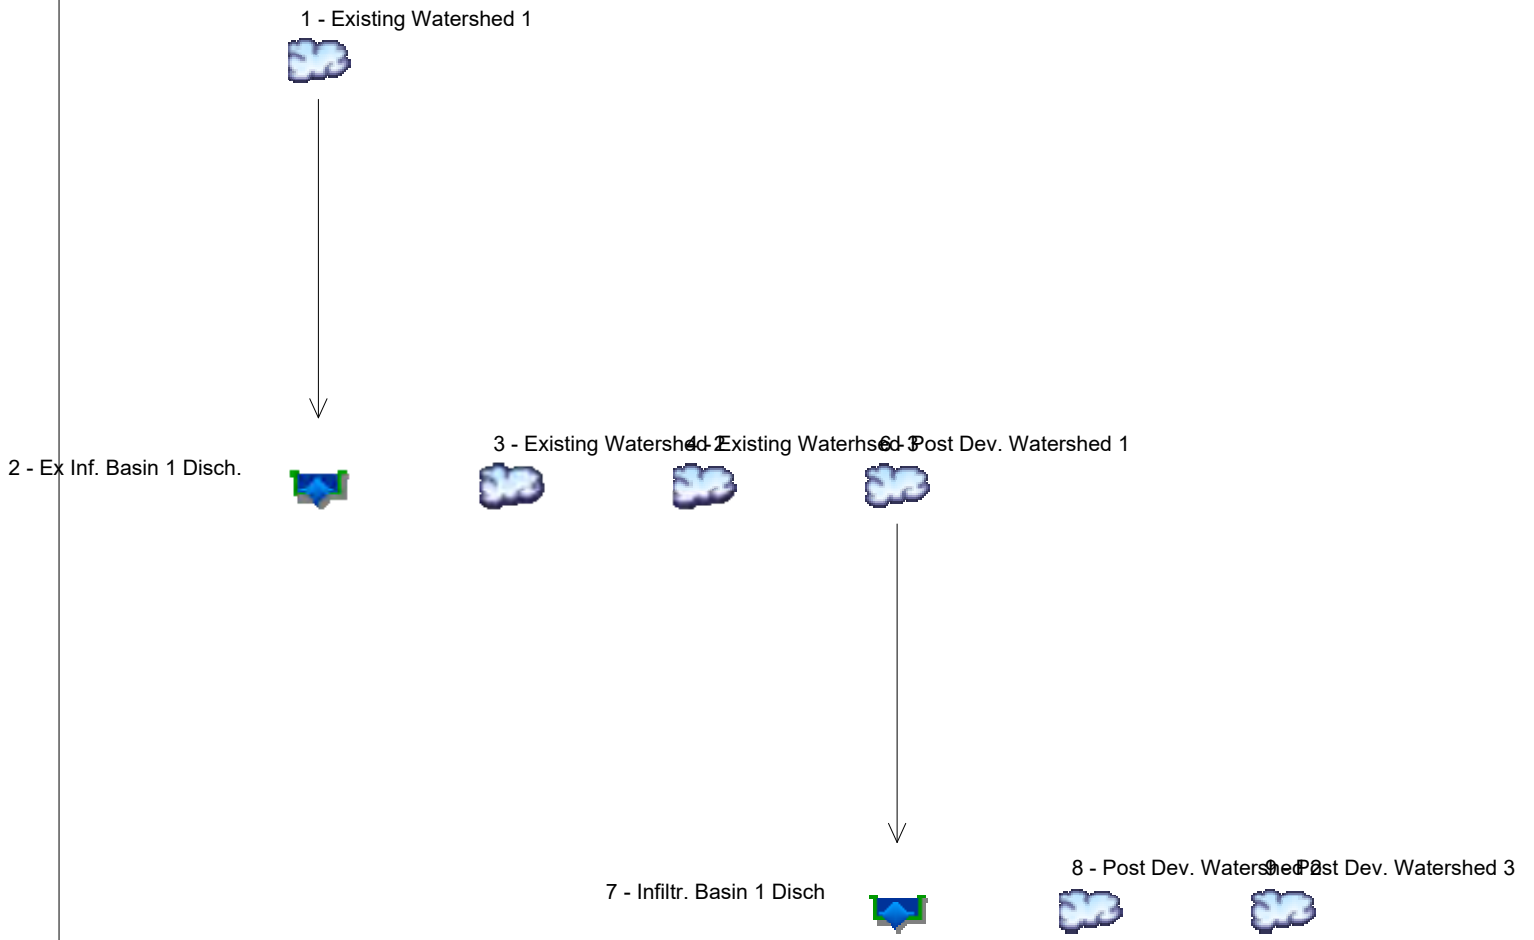 1 - Existing Watershed 1
2 - Ex Inf. Basin 1 Disch.
3 - Existing Watershed 2
4 - Existing Waterhsed 3
6 - Post Dev. Watershed 1
7 - Infiltr. Basin 1 Disch
8 - Post Dev. Watershed 2
9 - Post Dev. Watershed 3